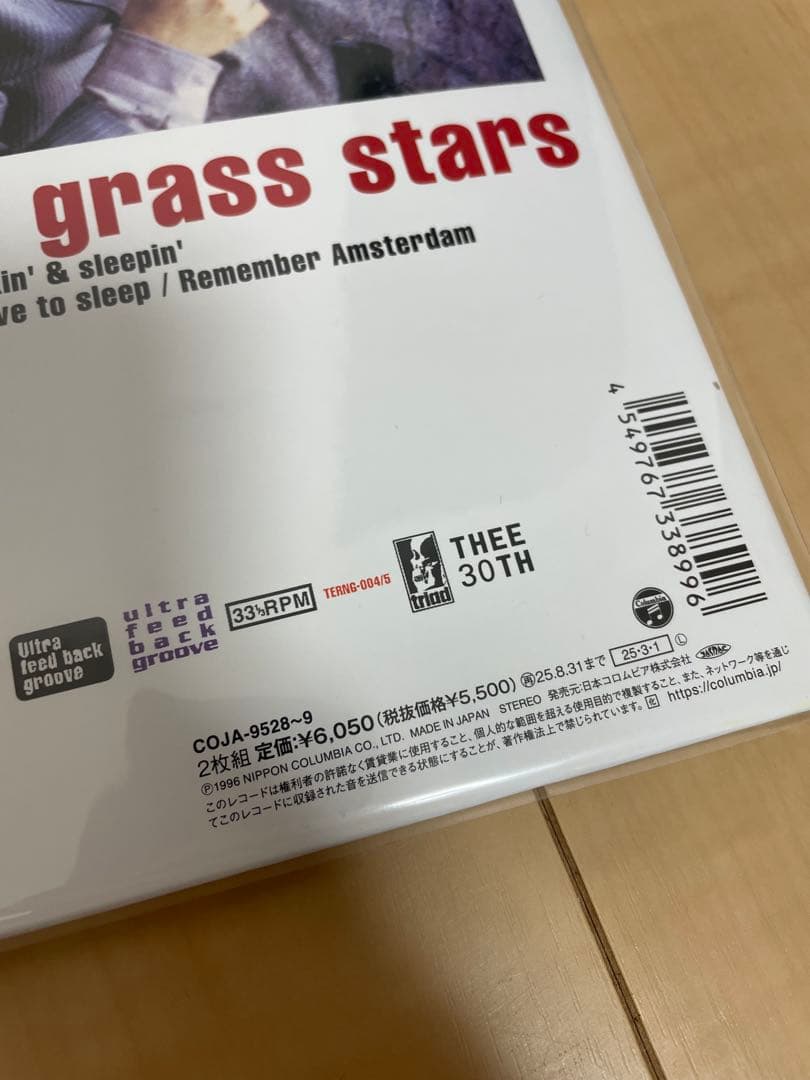 grass stars
in' & sleepin'
ve to sleep / Remember Amsterdam
4 549767 338996
Ultra
feed back
groove
ultra
feed
back
groove
33⅓RPM
TERNG-004/5
triad
THEE
30TH
Columbia
COJA-9528~9
2枚組 定価:¥6,050(税抜価格¥5,500) 再25.8.31まで 25・3・1 L
Ⓟ1996 NIPPON COLUMBIA CO., LTD. MADE IN JAPAN STEREO 発売元:日本コロムビア株式会社
このレコードは権利者の許諾なく賃貸業に使用すること、個人的な範囲を超える使用目的で複製すること、また、ネットワーク等を通じ
てこのレコードに収録された音を送信できる状態にすることが、著作権法上で禁じられています。 https://columbia.jp/